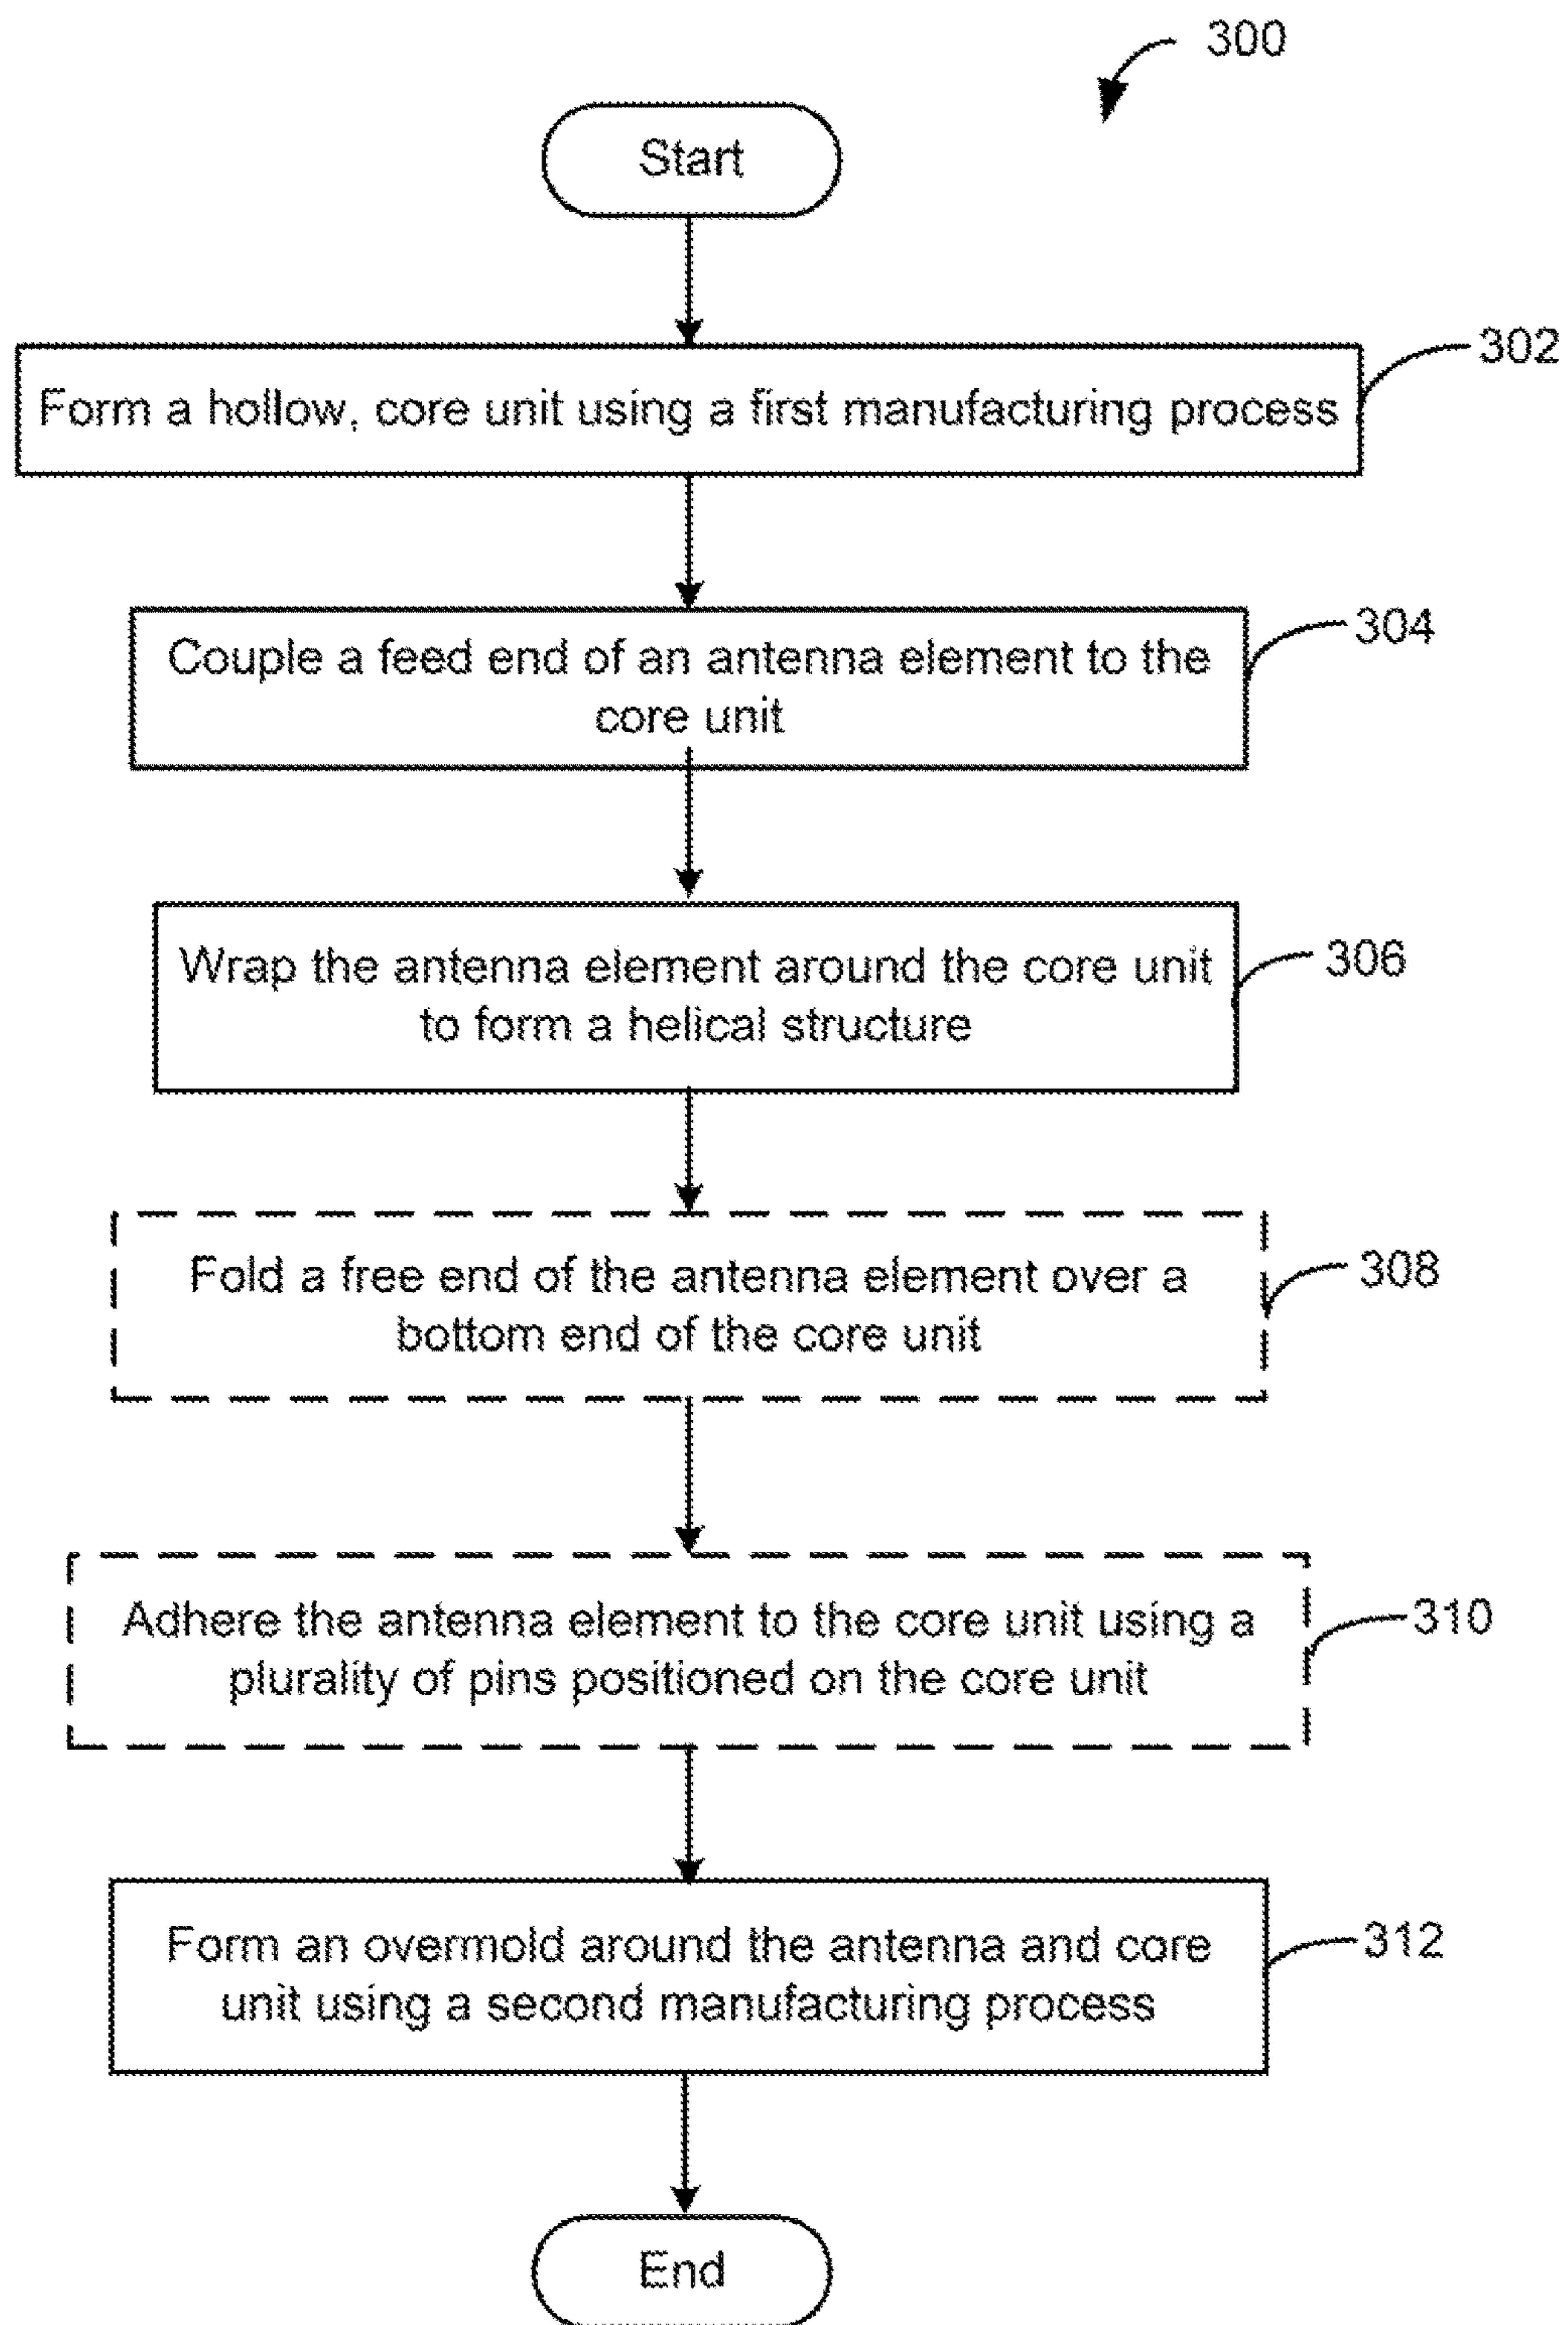 300
Start
302
Form a hollow, core unit using a first manufacturing process
304
Couple a feed end of an antenna element to the
core unit
306
Wrap the antenna element around the core unit
to form a helical structure
308
Fold a free end of the antenna element over a
bottom end of the core unit
310
Adhere the antenna element to the core unit using a
plurality of pins positioned on the core unit
312
Form an overmold around the antenna and core
unit using a second manufacturing process
End